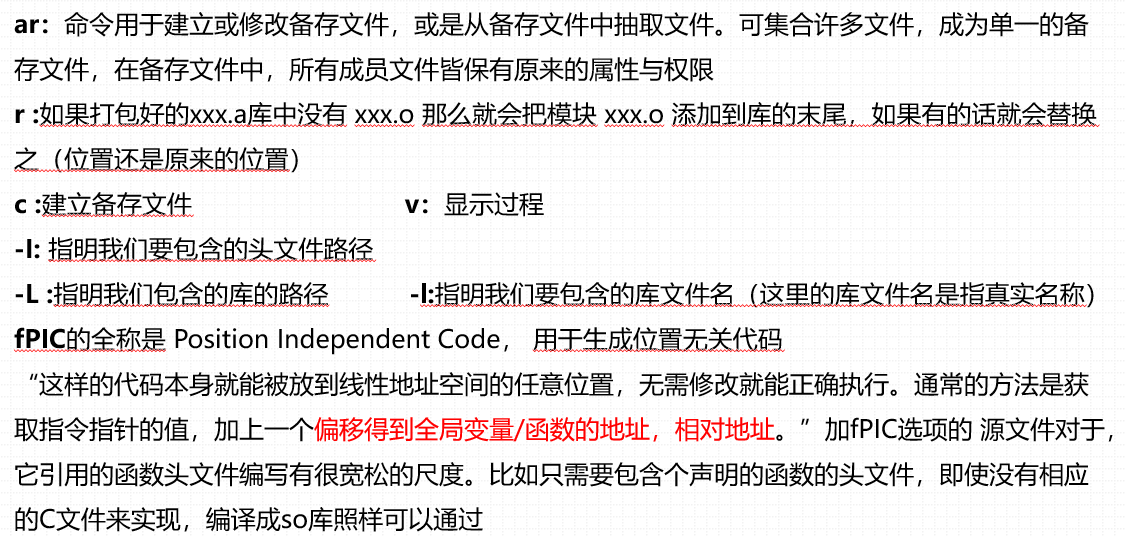 ar：命令用于建立或修改备存文件，或是从备存文件中抽取文件。可集合许多文件，成为单一的备
存文件，在备存文件中，所有成员文件皆保有原来的属性与权限
r :如果打包好的xxx.a库中没有 xxx.o 那么就会把模块 xxx.o 添加到库的末尾，如果有的话就会替换
之（位置还是原来的位置）
c :建立备存文件 v：显示过程
-I: 指明我们要包含的头文件路径
-L :指明我们包含的库的路径 -l:指明我们要包含的库文件名（这里的库文件名是指真实名称）
fPIC的全称是 Position Independent Code， 用于生成位置无关代码
“这样的代码本身就能被放到线性地址空间的任意位置，无需修改就能正确执行。通常的方法是获
取指令指针的值，加上一个偏移得到全局变量/函数的地址，相对地址。”加fPIC选项的 源文件对于，
它引用的函数头文件编写有很宽松的尺度。比如只需要包含个声明的函数的头文件，即使没有相应
的C文件来实现，编译成so库照样可以通过